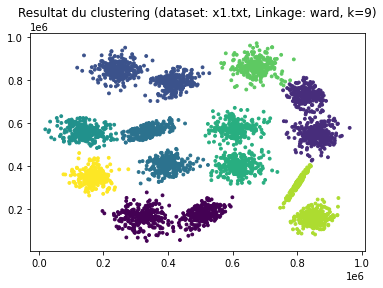 Resultat du clustering (dataset: x1.txt, Linkage: ward, k=9)
1e6
1.0
0.8
0.6
0.4
0.2
0.0 0.2 0.4 0.6 0.8 1.0
1e6